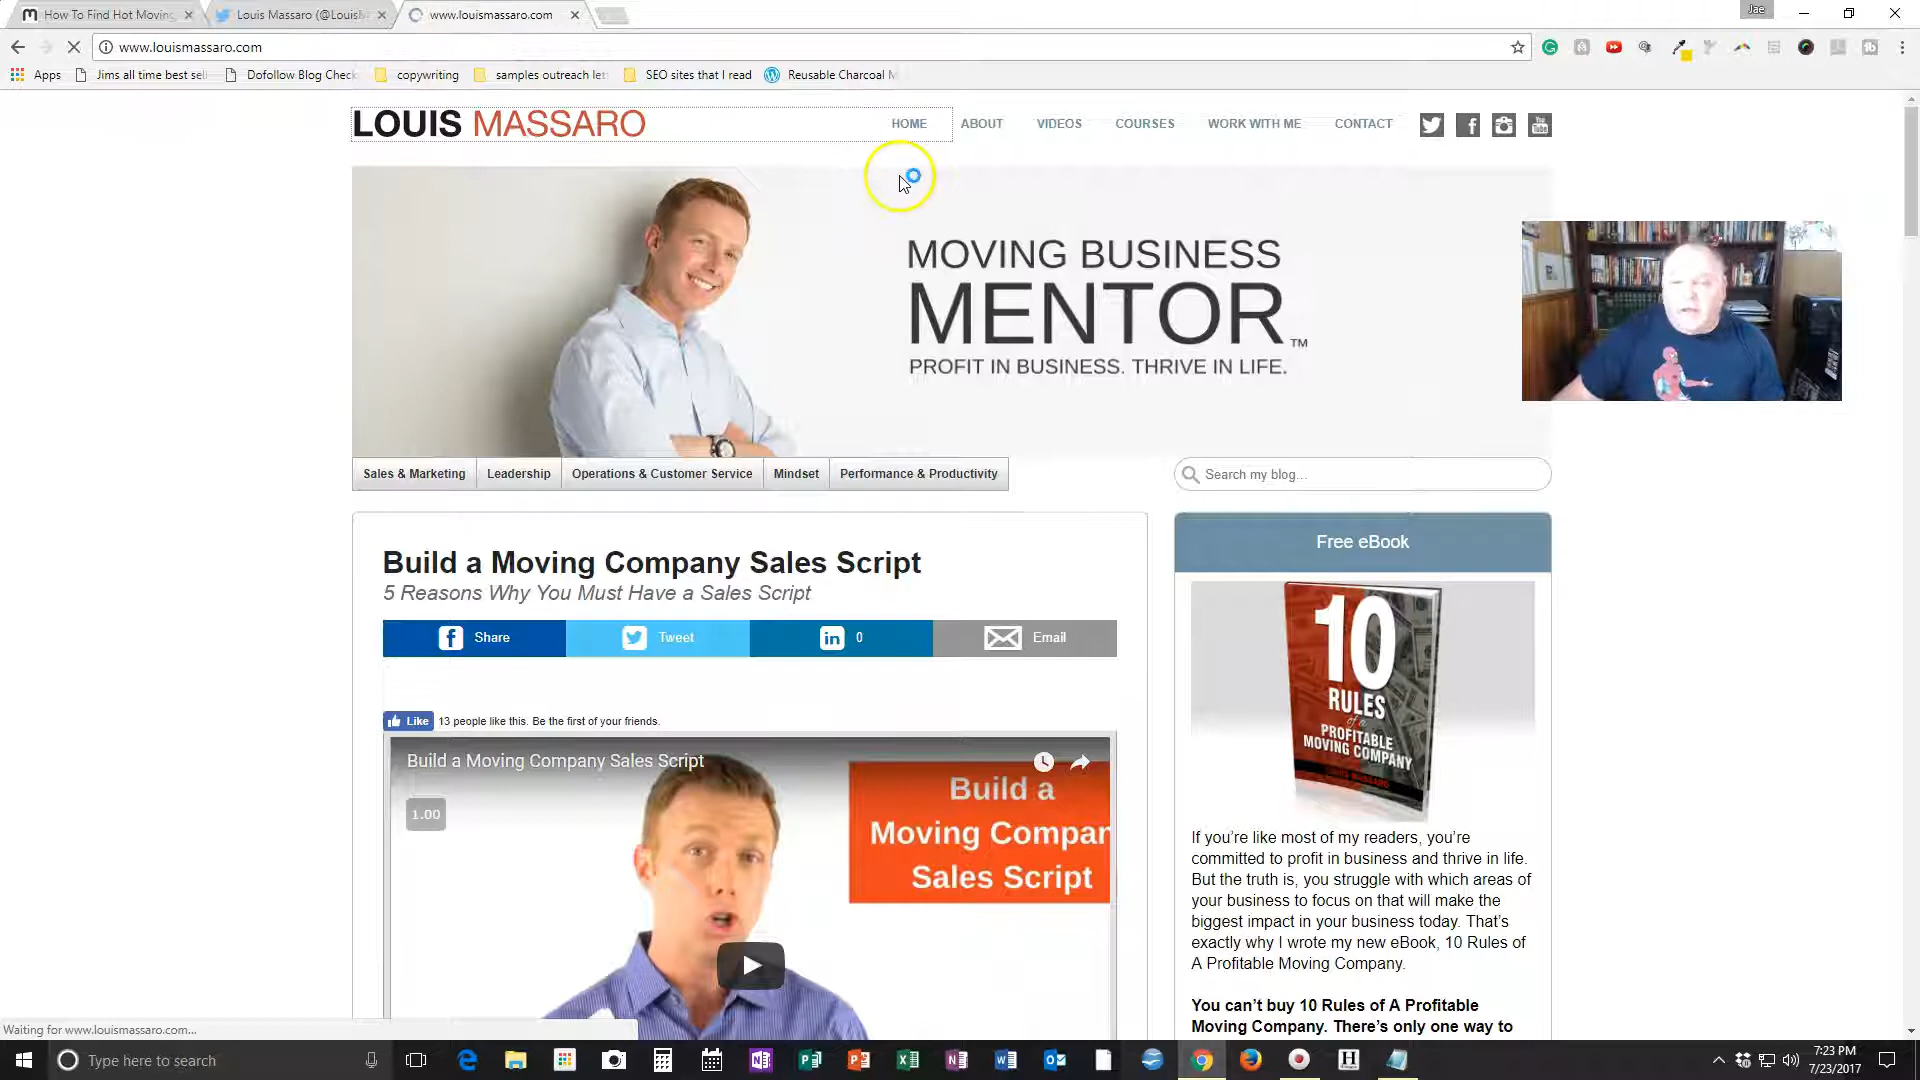 How To Find Hot Moving
Louis Massaro (@Louis
www.louismassaro.com
Jae
www.louismassaro.com
Apps
Jims all time best sel
Dofollow Blog Check
copywriting
samples outreach let
SEO sites that I read
Reusable Charcoal M
LOUIS MASSARO
HOME
ABOUT
VIDEOS
COURSES
WORK WITH ME
CONTACT
MOVING BUSINESS
MENTOR™
PROFIT IN BUSINESS. THRIVE IN LIFE.
Sales & Marketing
Leadership
Operations & Customer Service
Mindset
Performance & Productivity
Search my blog...
Build a Moving Company Sales Script
5 Reasons Why You Must Have a Sales Script
Share
Tweet
in 0
Email
Like
13 people like this. Be the first of your friends.
Build a Moving Company Sales Script
1.00
Build a
Moving Compan
Sales Script
Free eBook
10
RULES
of a
PROFITABLE
MOVING COMPANY
LOUIS MASSARO
If you're like most of my readers, you're
committed to profit in business and thrive in life.
But the truth is, you struggle with which areas of
your business to focus on that will make the
biggest impact in your business today. That's
exactly why I wrote my new eBook, 10 Rules of
A Profitable Moving Company.
You can't buy 10 Rules of A Profitable
Moving Company. There's only one way to
Waiting for www.louismassaro.com...
Type here to search
7:23 PM
7/23/2017